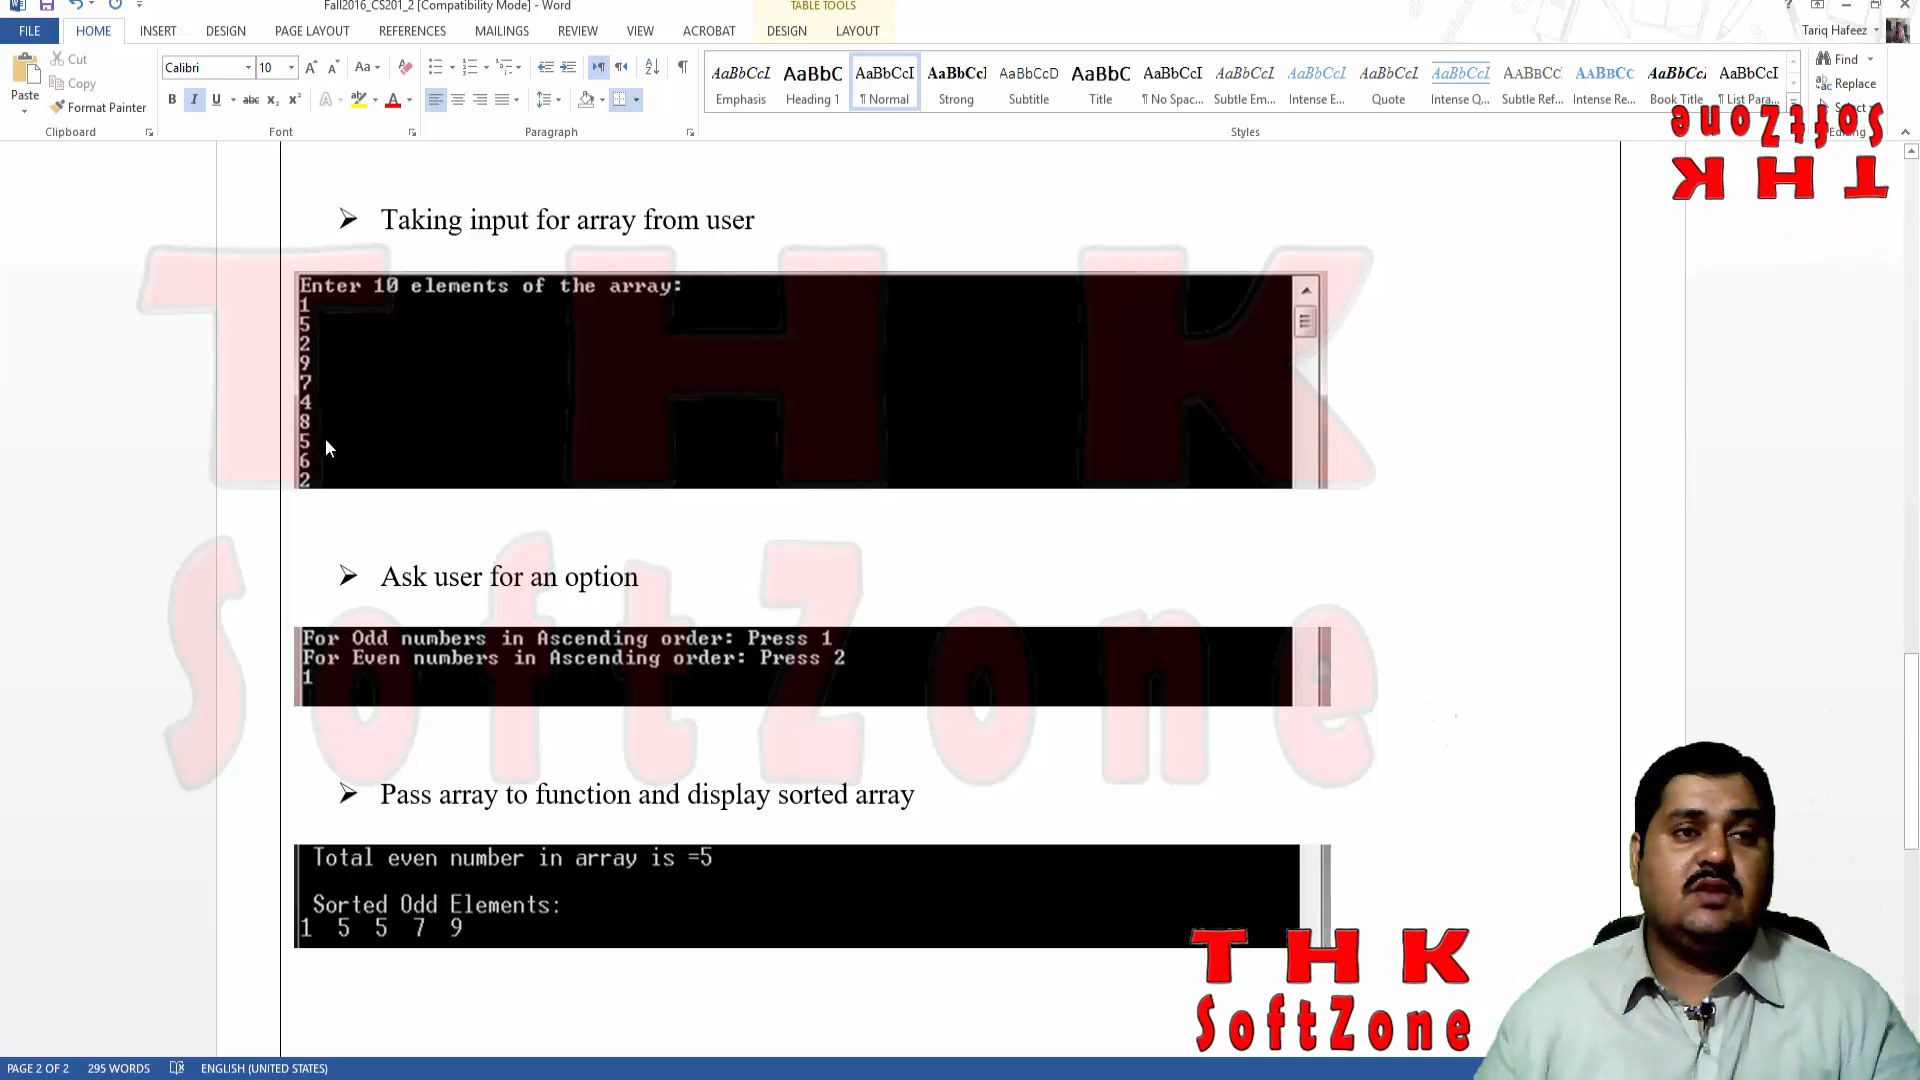 Fall2016_CS201_2 [Compatibility Mode] - Word
TABLE TOOLS
FILE HOME INSERT DESIGN PAGE LAYOUT REFERENCES MAILINGS REVIEW VIEW ACROBAT DESIGN LAYOUT
Tariq Hafeez
Paste
Cut
Copy
Format Painter
Clipboard
Calibri 10
Font
Paragraph
AaBbCcI AaBbC AaBbCcI AaBbCcI AaBbCcD AaBbC AaBbCcI AaBbCcI AaBbCcI AaBbCcI AaBbCcI AaBbCc AaBbCc AaBbCcI AaBbCcI
Emphasis Heading 1 ¶ Normal Strong Subtitle Title ¶ No Spac... Subtle Em... Intense E... Quote Intense Q... Subtle Ref... Intense Re... Book Title ¶ List Para...
Styles
Find
Replace
Select
Editing
SoftZone
THK
Taking input for array from user
Enter 10 elements of the array:
1
5
2
9
7
4
8
5
6
2
Ask user for an option
For Odd numbers in Ascending order: Press 1
For Even numbers in Ascending order: Press 2
1
Pass array to function and display sorted array
Total even number in array is =5
Sorted Odd Elements:
1 5 5 7 9
T H K
SoftZone
T H K
SoftZone
PAGE 2 OF 2 295 WORDS ENGLISH (UNITED STATES)